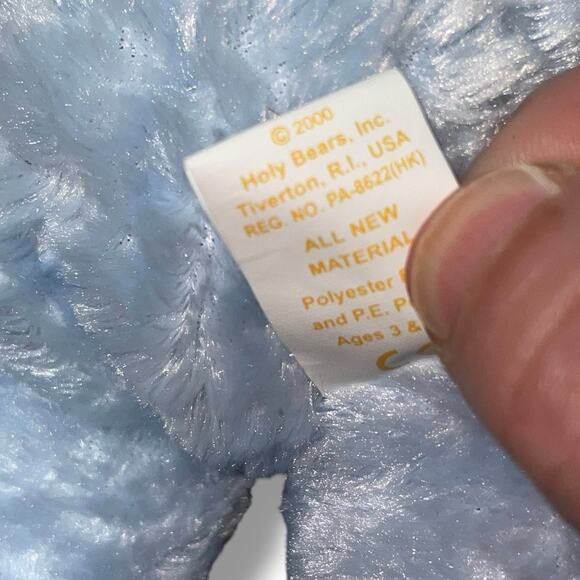 © 2000
Holy Bears, Inc.
Tiverton, R.I., USA
REG. NO. PA-8622(HK)
ALL NEW
MATERIAL
Polyester
and P.E.
Ages 3 &